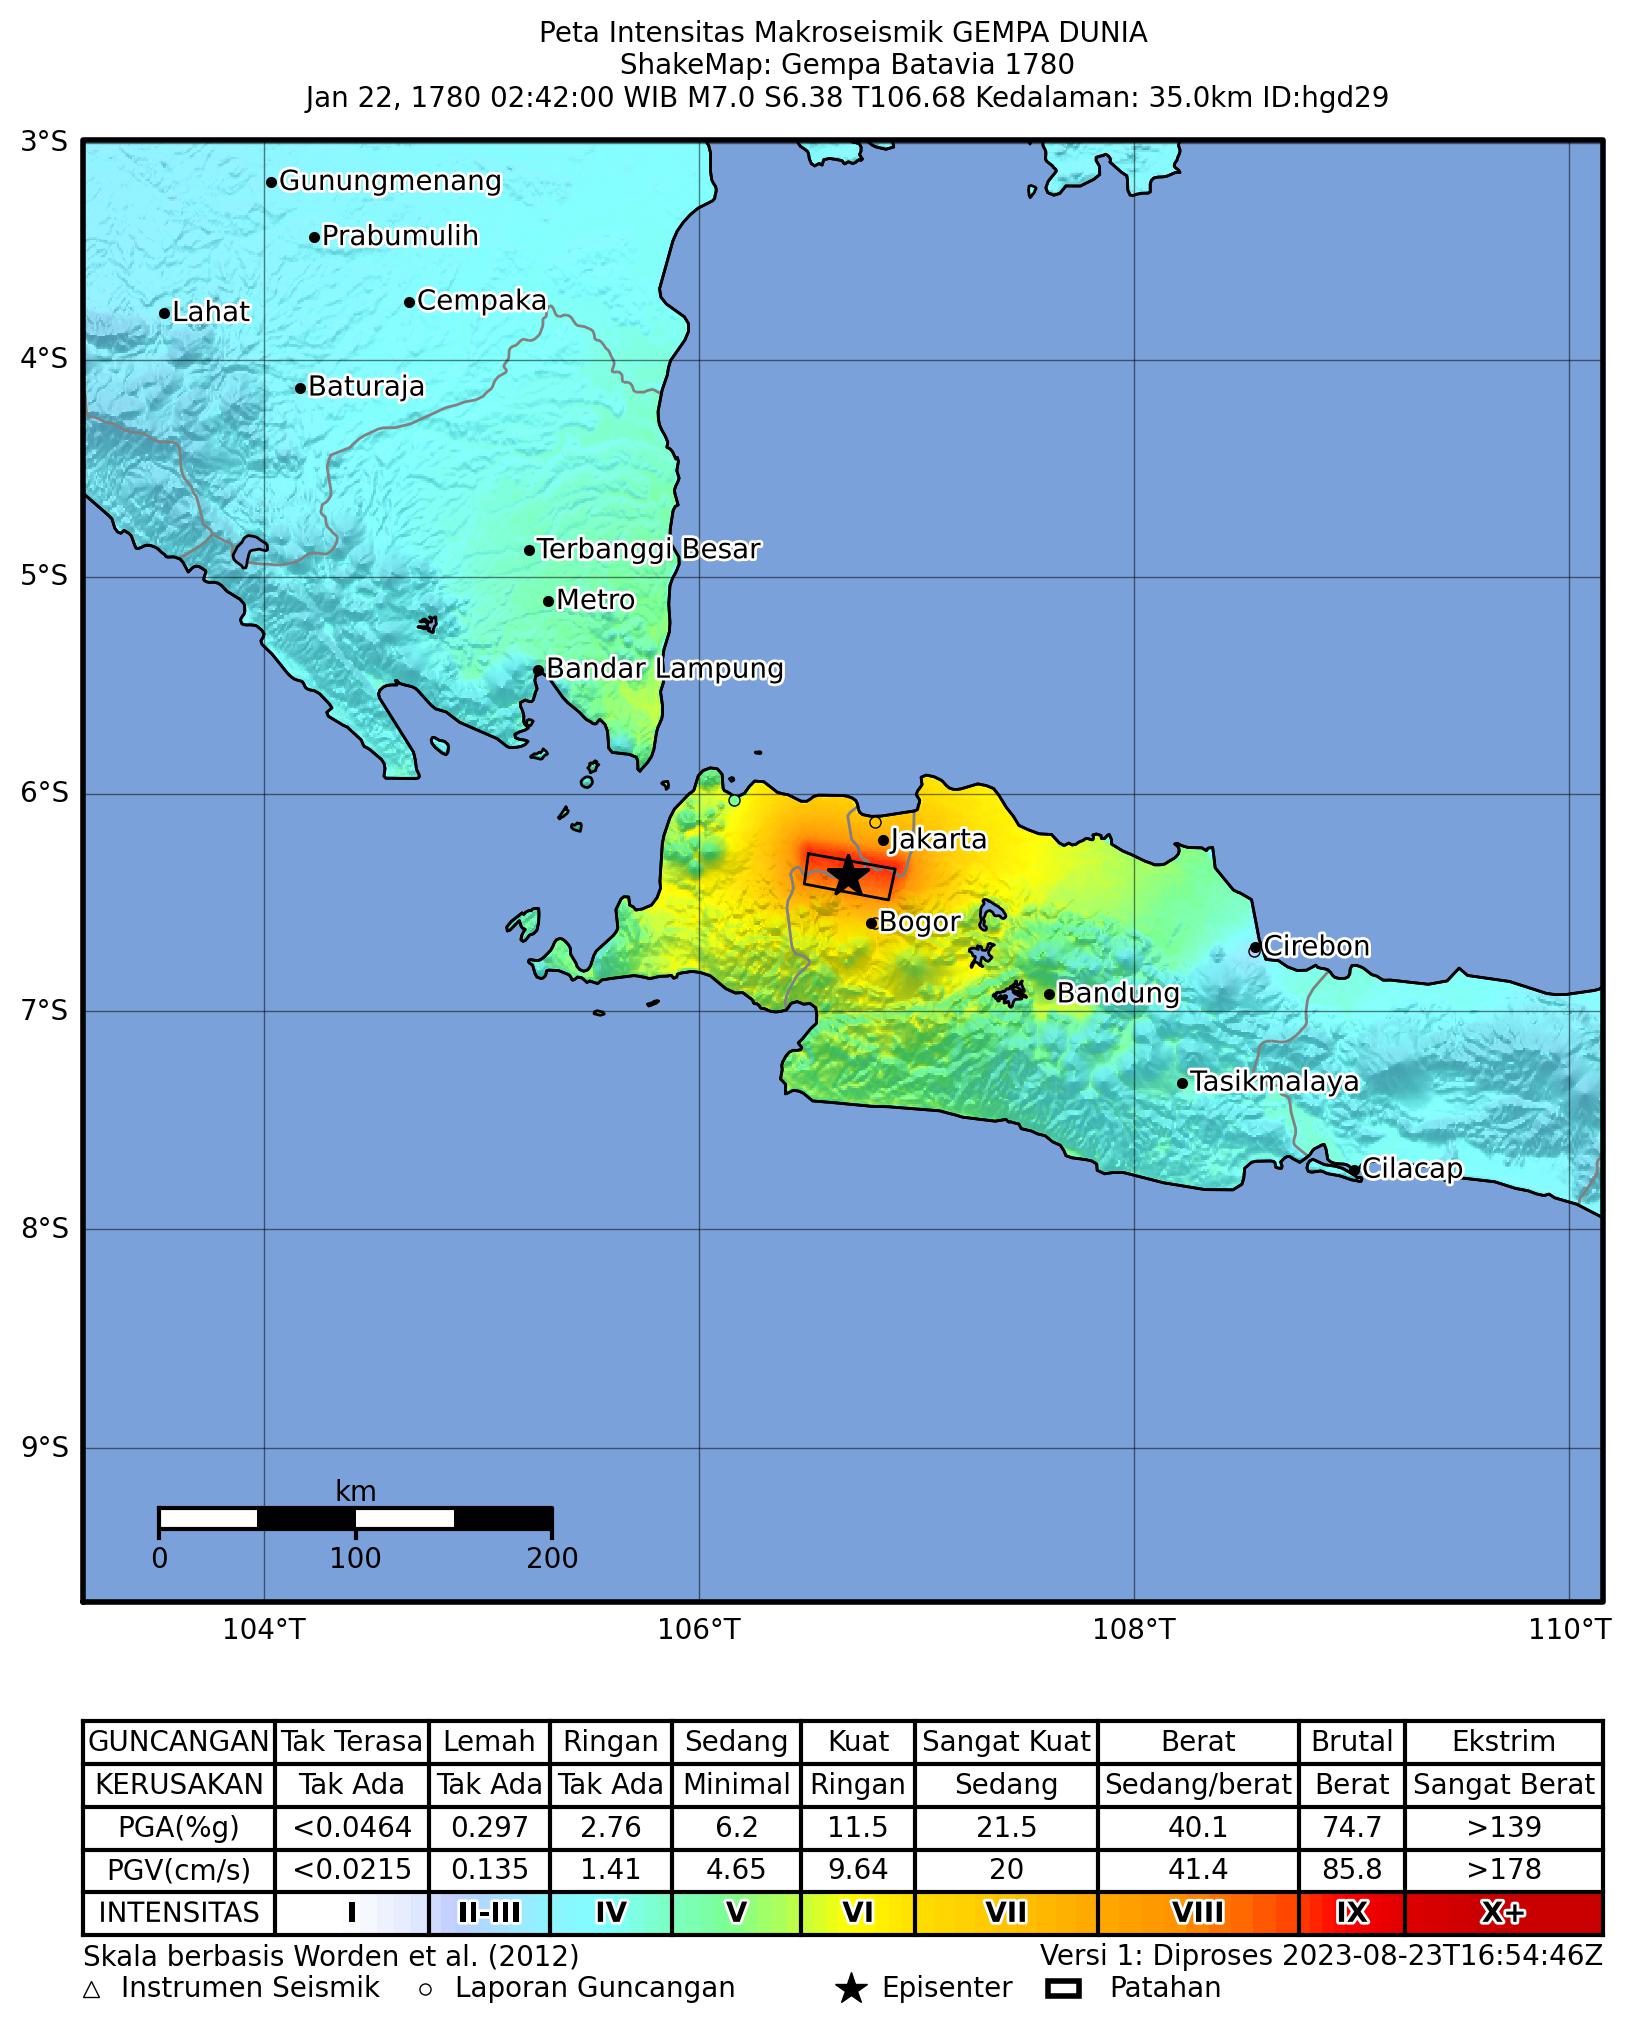 Peta Intensitas Makroseismik GEMPA DUNIA
ShakeMap: Gempa Batavia 1780
Jan 22, 1780 02:42:00 WIB M7.0 S6.38 T106.68 Kedalaman: 35.0km ID:hgd29
3°S
Gunungmenang
Prabumulih
Cempaka
Lahat
4°S
Baturaja
Terbanggi Besar
5°S
Metro
Bandar Lampung
6°S
Jakarta
Bogor
Cirebon
Bandung
7°S
Tasikmalaya
Cilacap
8°S
9°S
km
0 100 200
104°T 106°T 108°T 110°T
GUNCANGAN Tak Terasa Lemah Ringan Sedang Kuat Sangat Kuat Berat Brutal Ekstrim
KERUSAKAN Tak Ada Tak Ada Tak Ada Minimal Ringan Sedang Sedang/berat Berat Sangat Berat
PGA(%g) <0.0464 0.297 2.76 6.2 11.5 21.5 40.1 74.7 >139
PGV(cm/s) <0.0215 0.135 1.41 4.65 9.64 20 41.4 85.8 >178
INTENSITAS I II-III IV V VI VII VIII IX X+
Skala berbasis Worden et al. (2012) Versi 1: Diproses 2023-08-23T16:54:46Z
Instrumen Seismik Laporan Guncangan Episenter Patahan